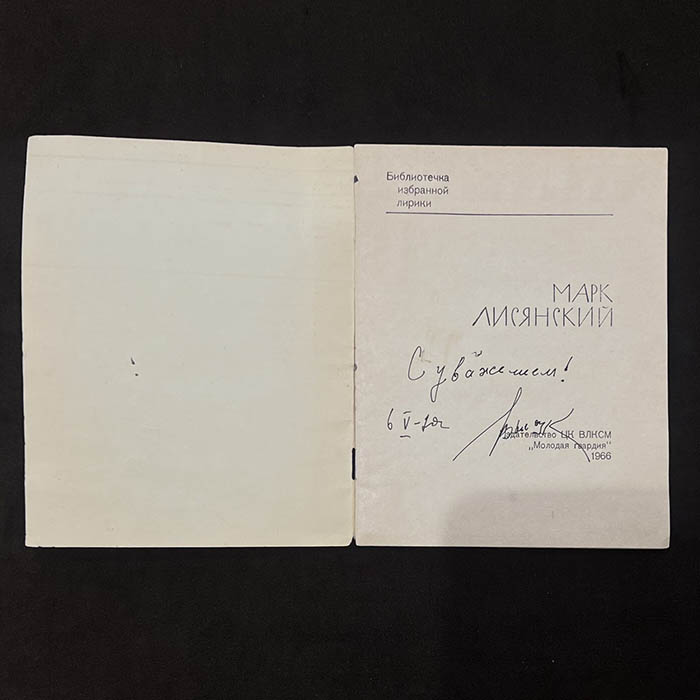 Библиотечка
избранной
лирики
МАРК
ЛИСЯНСКИЙ
С уважением!
6 V-
Издательство ЦК ВЛКСМ
„Молодая гвардия"
1966